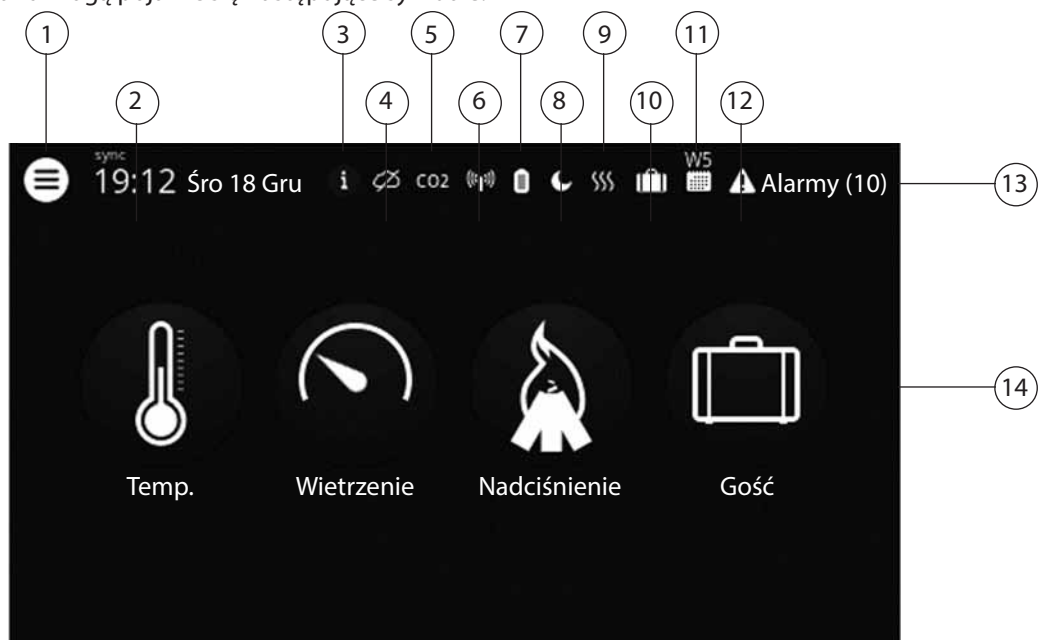 1 3 5 7 9 11
2 4 6 8 10 12
sync W5
19:12 Śro 18 Gru i CO2 Alarmy (10) 13
14
Temp. Wietrzenie Nadciśnienie Gość